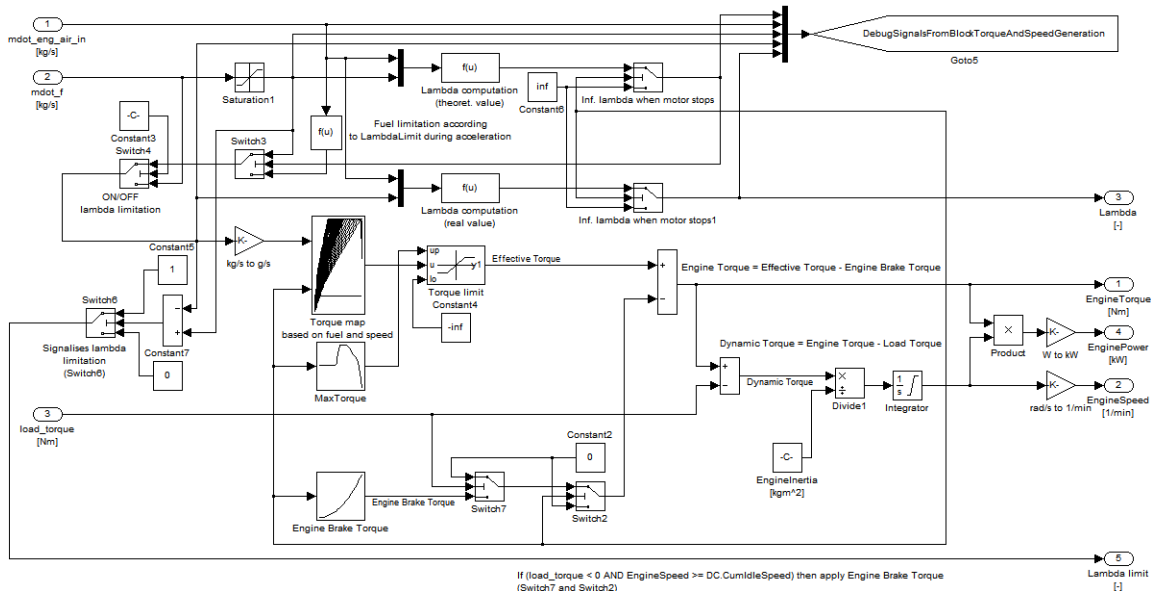 1
mdot_eng_air_in
[kg/s]
2
mdot_f
[kg/s]
Saturation1
-C-
Constant3
Switch4
ON/OFF
lambda limitation
Switch3
f(u)
f(u)
Lambda computation
(theoret. value)
Fuel limitation according
to LambdaLimit during acceleration
inf
Constant6
Inf. lambda when motor stops
DebugSignalsFromBlockTorqueAndSpeedGeneration
Goto5
f(u)
Lambda computation
(real value)
Inf. lambda when motor stops1
3
Lambda
[-]
Constant5
1
K-
kg/s to g/s
Switch6
Signalises lambda
limitation
(Switch6)
−
+
Constant7
0
Torque map
based on fuel and speed
up
u
lo
y1
Torque limit
Constant4
-inf
Effective Torque
+
−
Engine Torque = Effective Torque - Engine Brake Torque
1
EngineTorque
[Nm]
MaxTorque
×
Product
K-
W to kW
4
EnginePower
[kW]
Dynamic Torque = Engine Torque - Load Torque
+
−
Dynamic Torque
×
÷
Divide1
1
s
Integrator
K-
rad/s to 1/min
2
EngineSpeed
[1/min]
3
load_torque
[Nm]
Constant2
0
-C-
EngineInertia
[kgm^2]
Engine Brake Torque
Engine Brake Torque
Switch7
Switch2
5
Lambda limit
[-]
If (load_torque < 0 AND EngineSpeed >= DC.CumIdleSpeed) then apply Engine Brake Torque
(Switch7 and Switch2)